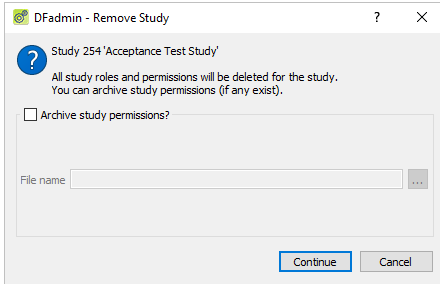 DFadmin - Remove Study
?
Study 254 'Acceptance Test Study'
All study roles and permissions will be deleted for the study.
You can archive study permissions (if any exist).
Archive study permissions?
File name
...
Continue Cancel